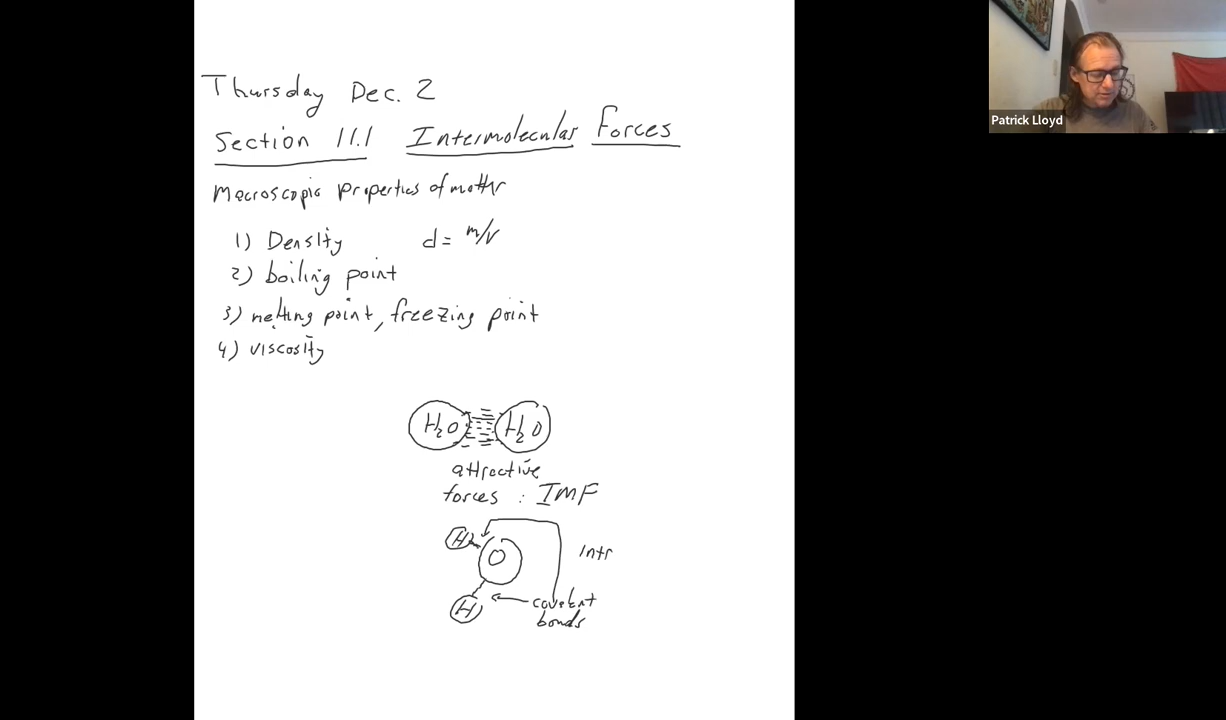 Thursday Dec. 2
Section 11.1 Intermolecular Forces
Macroscopic properties of matter
1) Density d = m/v
2) boiling point
3) melting point, freezing point
4) viscosity
H₂O H₂O
attractive
forces : IMF
H
O
intr
H
covalent
bonds
Patrick Lloyd